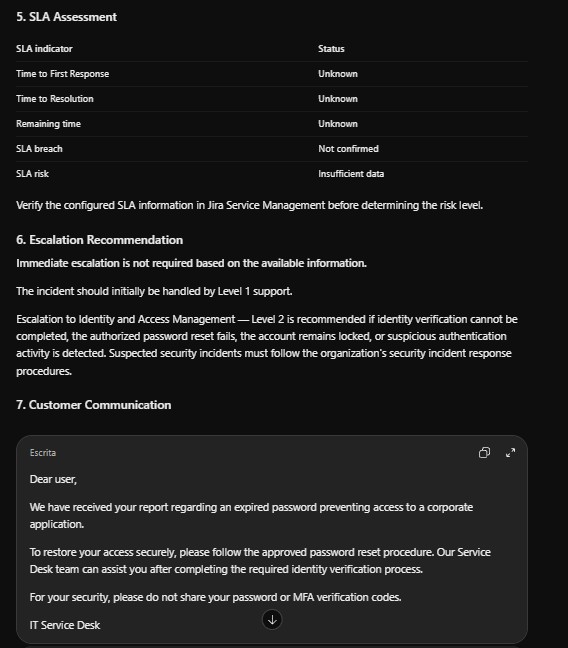 5. SLA Assessment
SLA indicator Status
Time to First Response Unknown
Time to Resolution Unknown
Remaining time Unknown
SLA breach Not confirmed
SLA risk Insufficient data
Verify the configured SLA information in Jira Service Management before determining the risk level.
6. Escalation Recommendation
Immediate escalation is not required based on the available information.
The incident should initially be handled by Level 1 support.
Escalation to Identity and Access Management — Level 2 is recommended if identity verification cannot be
completed, the authorized password reset fails, the account remains locked, or suspicious authentication
activity is detected. Suspected security incidents must follow the organization's security incident response
procedures.
7. Customer Communication
Escrita
Dear user,
We have received your report regarding an expired password preventing access to a corporate
application.
To restore your access securely, please follow the approved password reset procedure. Our Service
Desk team can assist you after completing the required identity verification process.
For your security, please do not share your password or MFA verification codes.
IT Service Desk